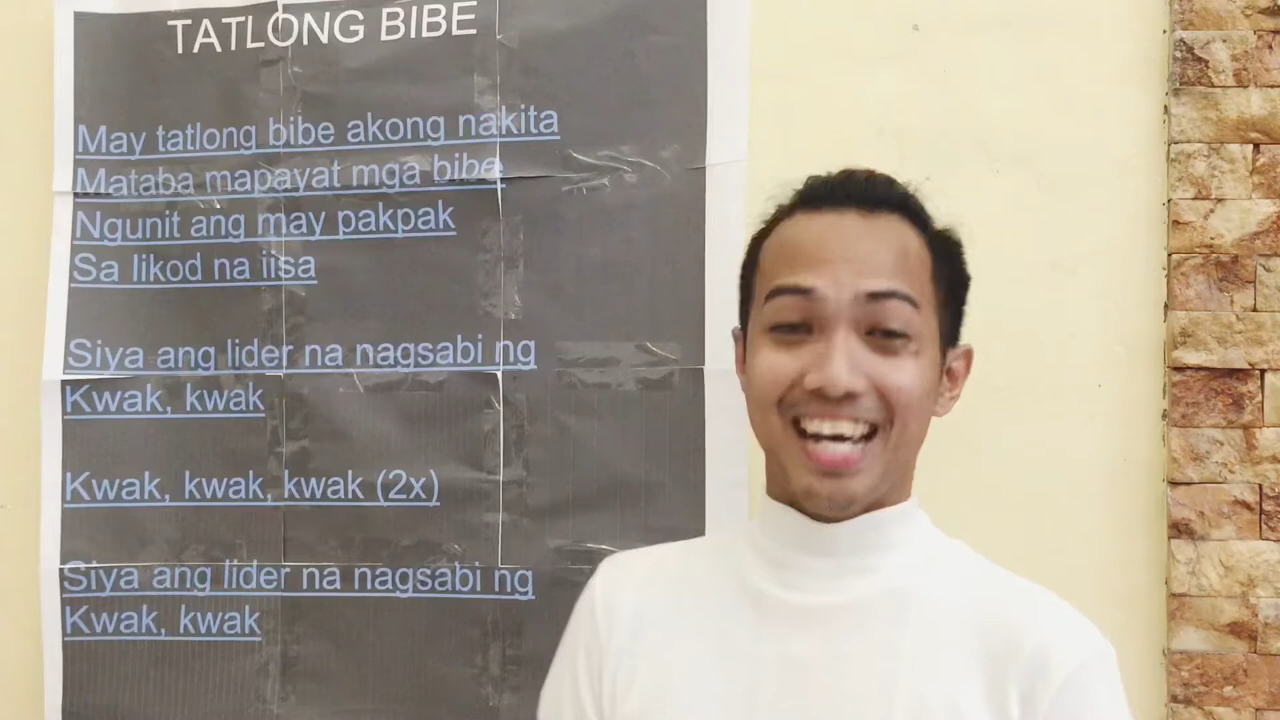 TATLONG BIBE
May tatlong bibe akong nakita
Mataba mapayat mga bibe
Ngunit ang may pakpak
Sa likod na iisa
Siya ang lider na nagsabi ng
Kwak, kwak
Kwak, kwak, kwak (2x)
Siya ang lider na nagsabi ng
Kwak, kwak